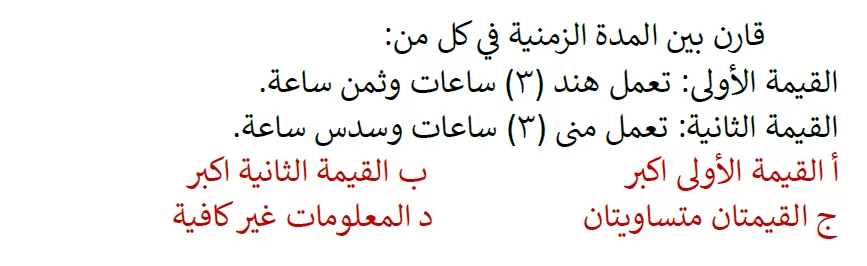 قارن بين المدة الزمنية في كل من:
القيمة الأولى: تعمل هند (٣) ساعات وثمن ساعة.
القيمة الثانية: تعمل منى (٣) ساعات وسدس ساعة.
أ القيمة الأولى اكبر ب القيمة الثانية اكبر
ج القيمتان متساويتان د المعلومات غير كافية